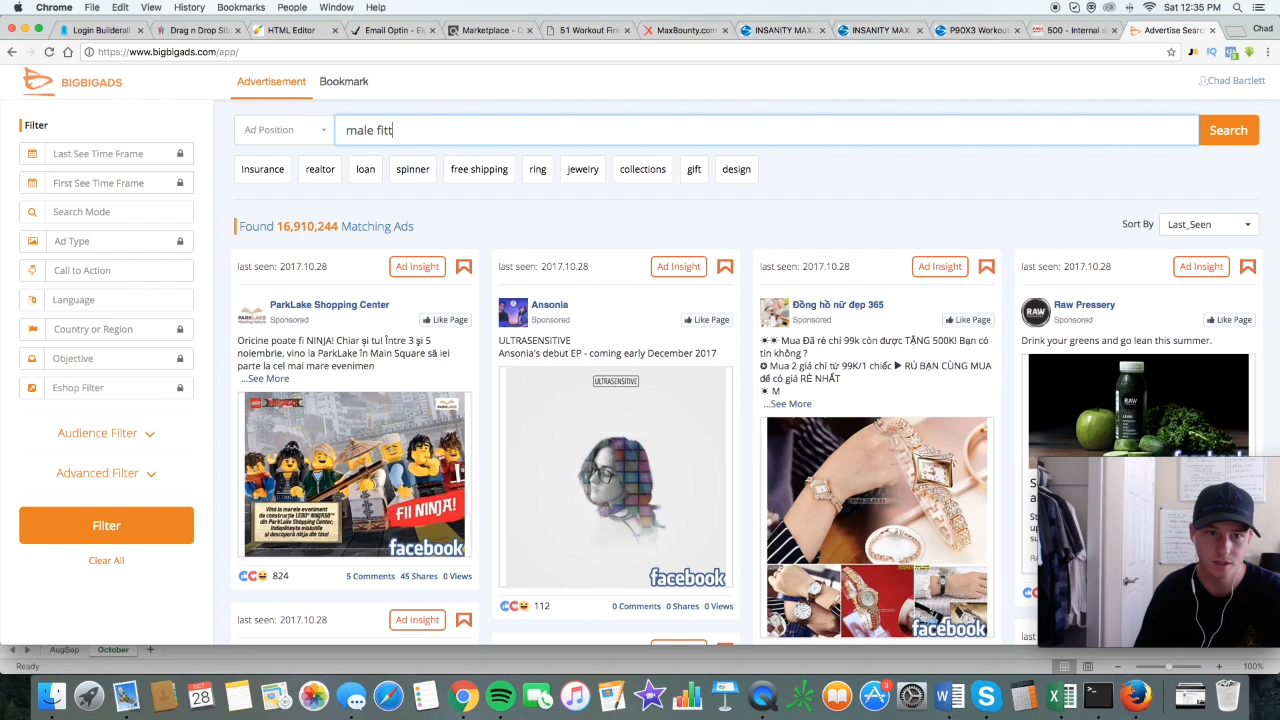 Chrome File Edit View History Bookmarks People Window Help
Sat 12:35 PM
Login Builderall
Drag n Drop Site
HTML Editor
Email Optin - Eig
Marketplace - C
51 Workout Fini
MaxBounty.com
INSANITY MAX
INSANITY MAX
P90X3 Workout
500 - Internal s
Advertise Search
Chad
https://www.bigbigads.com/app/
BIGBIGADS
Advertisement
Bookmark
Chad Bartlett
Filter
Last See Time Frame
First See Time Frame
Search Mode
Ad Type
Call to Action
Language
Country or Region
Objective
Eshop Filter
Audience Filter
Advanced Filter
Filter
Clear All
Ad Position
male fitt
Search
Insurance
realtor
loan
spinner
free shipping
ring
jewelry
collections
gift
design
Found 16,910,244 Matching Ads
Sort By
Last_Seen
last seen: 2017.10.28
Ad Insight
ParkLake Shopping Center
Sponsored
Like Page
Oricine poate fi NINJA! Chiar și tu! Între 3 și 5
noiembrie, vino la ParkLake în Main Square să iei
parte la cel mai mare evenimen
...See More
FII NINJA!
facebook
824
5 Comments 45 Shares 0 Views
last seen: 2017.10.28
Ad Insight
last seen: 2017.10.28
Ad Insight
Ansonia
Sponsored
Like Page
ULTRASENSITIVE
Ansonia's debut EP - coming early December 2017
ULTRASENSITIVE
facebook
112
0 Comments 0 Shares 0 Views
last seen: 2017.10.28
Ad Insight
Đồng hồ nữ đẹp 365
Sponsored
Like Page
☀☀ Mua Đã rẻ chỉ 99k còn được TẶNG 500K! Bạn có
tin không ?
✪ Mua 2 giá chỉ từ 99K/1 chiếc ▶ RỦ BẠN CÙNG MUA
để có giá RẺ NHẤT
☀ M
...See More
facebook
last seen: 2017.10.28
Ad Insight
RAW
PRESSERY
Raw Pressery
Sponsored
Like Page
Drink your greens and go lean this summer.
RAW
last
AugSep
October
Ready
100%